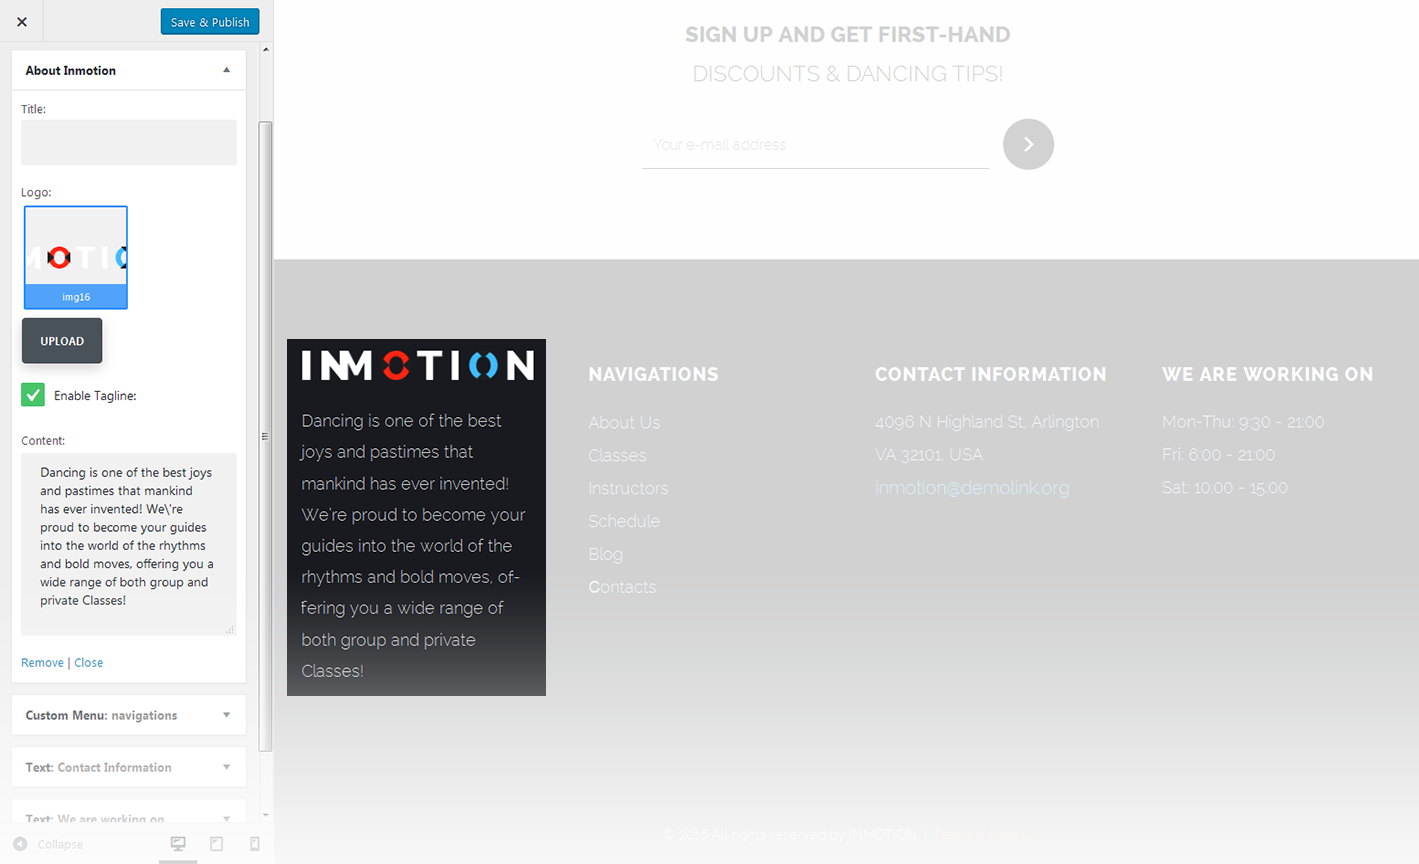 Save & Publish
About Inmotion
Title:
Logo:
M O T I O
img16
UPLOAD
Enable Tagline:
Content:
Dancing is one of the best joys
and pastimes that mankind
has ever invented! We\'re
proud to become your guides
into the world of the rhythms
and bold moves, offering you a
wide range of both group and
private Classes!
Remove | Close
Custom Menu: navigations
Text: Contact Information
Text: We are working on
Collapse
SIGN UP AND GET FIRST-HAND
DISCOUNTS & DANCING TIPS!
Your e-mail address
INMOTION
Dancing is one of the best
joys and pastimes that
mankind has ever invented!
We're proud to become your
guides into the world of the
rhythms and bold moves, of-
fering you a wide range of
both group and private
Classes!
NAVIGATIONS
About Us
Classes
Instructors
Schedule
Blog
Contacts
CONTACT INFORMATION
4096 N Highland St, Arlington
VA 32101, USA
inmotion@demolink.org
WE ARE WORKING ON
Mon-Thu: 9:30 - 21:00
Fri: 6:00 - 21:00
Sat: 10:00 - 15:00
© 2016 All rights reserved by INMOTION |